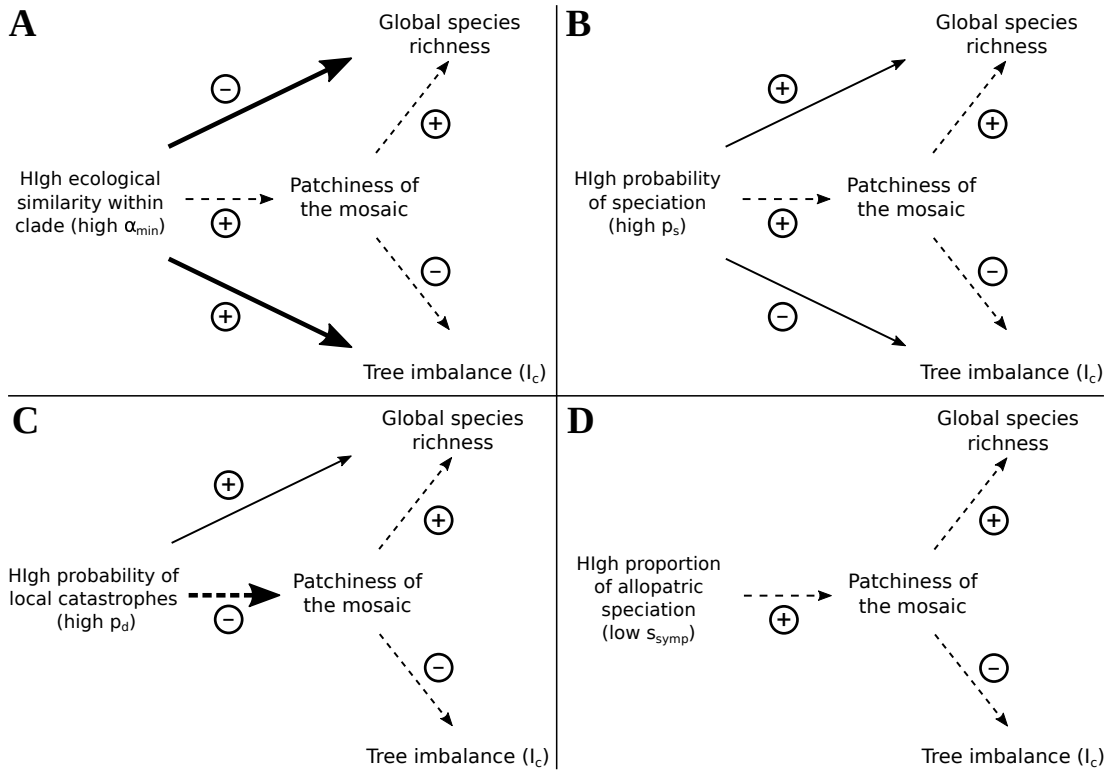 A
Global species
richness
−
+
HIgh ecological
similarity within
clade (high αmin)
+
Patchiness of
the mosaic
−
+
Tree imbalance (Ic)
B
Global species
richness
+
+
HIgh probability
of speciation
(high ps)
+
Patchiness of
the mosaic
−
−
Tree imbalance (Ic)
C
Global species
richness
+
+
HIgh probability of
local catastrophes
(high pd)
−
Patchiness of
the mosaic
−
Tree imbalance (Ic)
D
Global species
richness
+
HIgh proportion
of allopatric
speciation
(low ssymp)
+
Patchiness of
the mosaic
−
Tree imbalance (Ic)